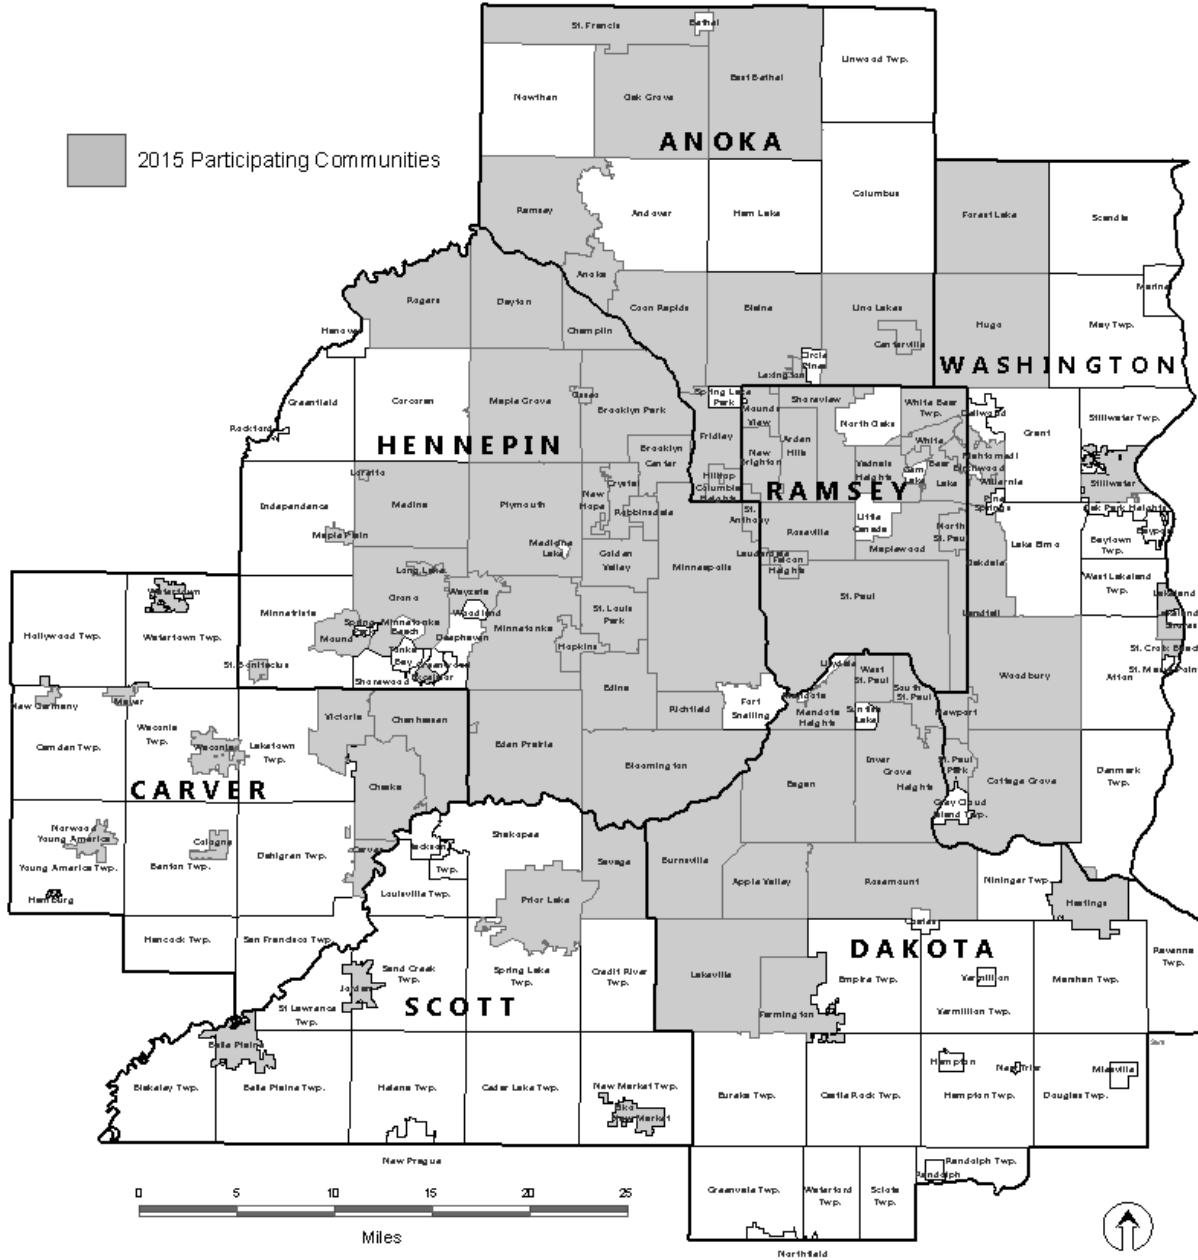 St. Francis
Bethel
Linwood Twp.
East Bethel
Nowthen
Oak Grove
ANOKA
2015 Participating Communities
Columbus
Ramsey
Andover
Ham Lake
Forest Lake
Scandia
Anoka
Rogers
Dayton
Coon Rapids
Blaine
Lino Lakes
Hugo
May Twp.
Champlin
Centerville
WASHINGTON
Circle
Pines
Lexington
Greenfield
Corcoran
Maple Grove
Osseo
Brooklyn Park
Spring Lake
Park
Shoreview
White Bear
Twp.
Dellwood
Stillwater Twp.
Mounds
View
North Oaks
Grant
Rockford
HENNEPIN
Fridley
Arden
Hills
White
Bear
Lake
Mahtomedi
Birchwood
Willernie
Brooklyn
Center
New
Brighton
Vadnais
Heights
Gem
Lake
Stillwater
Loretto
Crystal
Hilltop
Columbia
Heights
RAMSEY
Pine
Springs
Oak Park Heights
Independence
Medina
Plymouth
New
Hope
Robbinsdale
St.
Anthony
Roseville
Little
Canada
North
St. Paul
Lake Elmo
Baytown
Twp.
Maple Plain
Medicine
Lake
Golden
Valley
Lauderdale
Falcon
Heights
Maplewood
Oakdale
West Lakeland
Twp.
Long Lake
Minneapolis
Watertown
Minnetrista
Orono
Wayzata
Woodland
St. Louis
Park
St. Paul
Landfall
Hollywood Twp.
Watertown Twp.
Mound
Minnetonka
Beach
Deephaven
Minnetonka
Hopkins
Tonka
Bay
Greenwood
Excelsior
Shorewood
St. Bonifacius
Lilydale
West
St. Paul
South
St. Paul
Woodbury
Afton
New Germany
Mayer
Victoria
Chanhassen
Edina
Richfield
Fort
Snelling
Mendota
Mendota
Heights
Sunfish
Lake
Newport
Camden Twp.
Waconia
Twp.
Waconia
Laketown
Twp.
Eden Prairie
Bloomington
Eagan
Inver
Grove
Heights
St. Paul
Park
Cottage Grove
Denmark
Twp.
CARVER
Chaska
Grey Cloud
Island Twp.
Norwood
Young America
Young America Twp.
Cologne
Benton Twp.
Dahlgren Twp.
Carver
Jackson
Twp.
Shakopee
Savage
Burnsville
Apple Valley
Rosemount
Nininger Twp.
Hamburg
Louisville Twp.
Prior Lake
Hastings
Coates
Hancock Twp.
San Francisco Twp.
DAKOTA
Ravenna
Twp.
Sand Creek
Twp.
Spring Lake
Twp.
Credit River
Twp.
Lakeville
Empire Twp.
Vermillion
Marshan Twp.
Jordan
SCOTT
St Lawrence
Twp.
Farmington
Vermillion Twp.
Belle Plaine
Blakeley Twp.
Belle Plaine Twp.
Helena Twp.
Cedar Lake Twp.
New Market Twp.
Elko
New Market
Eureka Twp.
Castle Rock Twp.
Hampton
Hampton Twp.
New Trier
Miesville
Douglas Twp.
New Prague
Greenvale Twp.
Waterford
Twp.
Sciota
Twp.
Randolph
Randolph Twp.
Northfield
0 5 10 15 20 25
Miles